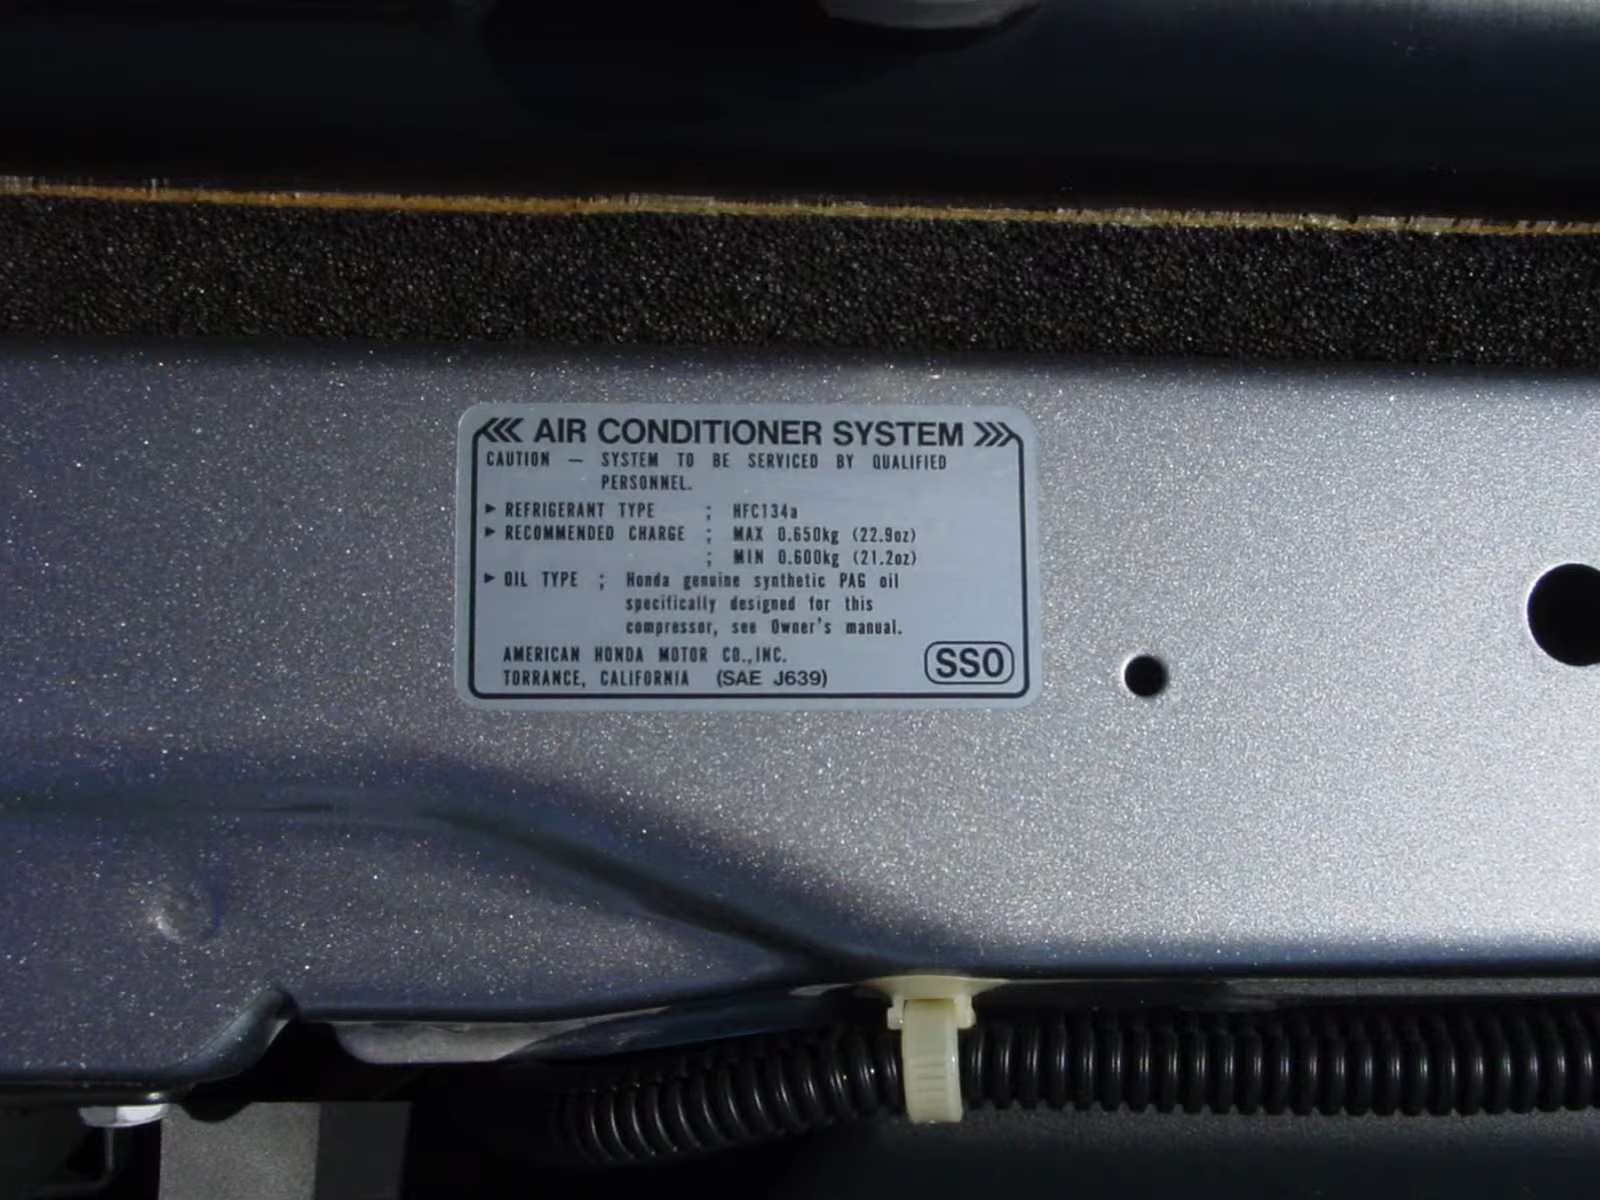 <<< AIR CONDITIONER SYSTEM >>>
CAUTION — SYSTEM TO BE SERVICED BY QUALIFIED
PERSONNEL.
► REFRIGERANT TYPE ; HFC134a
► RECOMMENDED CHARGE ; MAX 0.650kg (22.9oz)
; MIN 0.600kg (21.2oz)
► OIL TYPE ; Honda genuine synthetic PAG oil
specifically designed for this
compressor, see Owner's manual.
AMERICAN HONDA MOTOR CO.,INC.
TORRANCE, CALIFORNIA (SAE J639)
SS0